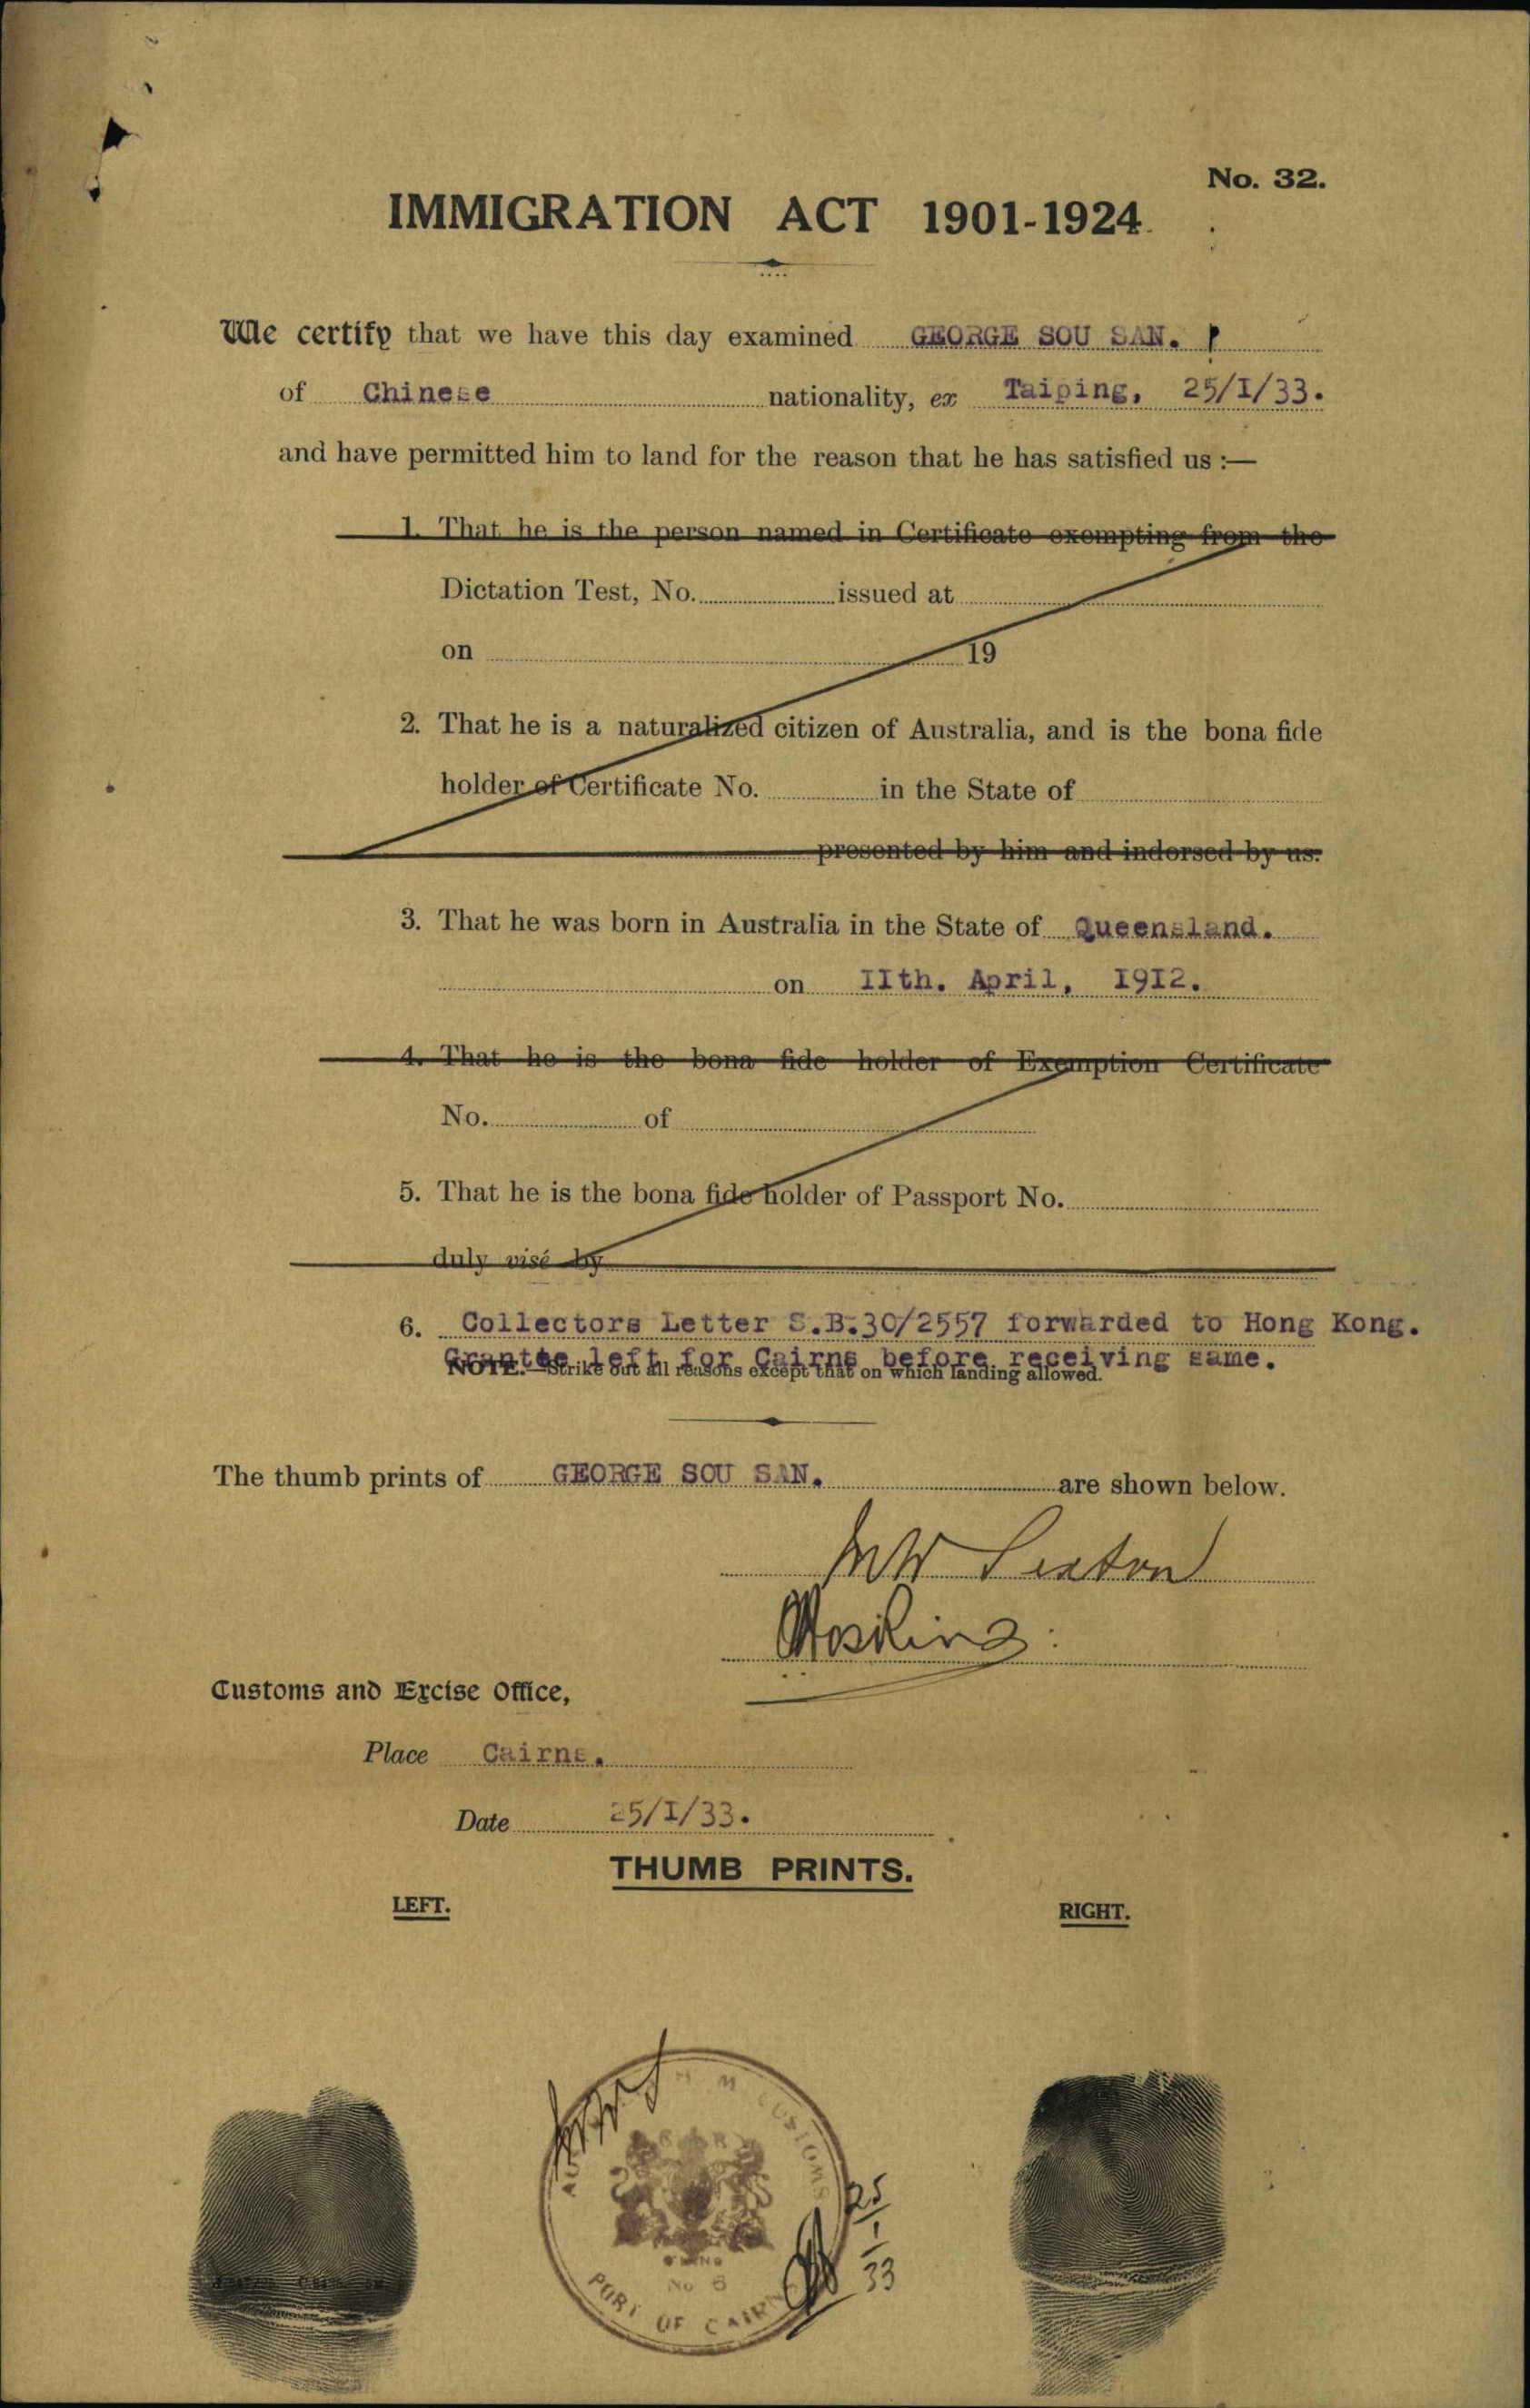 No. 32.
IMMIGRATION ACT 1901-1924.
We certify that we have this day examined GEORGE SOU SAN.
of Chinese nationality, ex Taiping, 25/I/33.
and have permitted him to land for the reason that he has satisfied us :—
1. That he is the person named in Certificate exempting from the
Dictation Test, No. issued at
on 19
2. That he is a naturalized citizen of Australia, and is the bona fide
holder of Certificate No. in the State of
presented by him and indorsed by us.
3. That he was born in Australia in the State of Queensland.
on IIth. April, I9I2.
4. That he is the bona fide holder of Exemption Certificate
No. of
5. That he is the bona fide holder of Passport No.
duly visé by
6. Collectors Letter S.B.30/2557 forwarded to Hong Kong.
Grantee left for Cairns before receiving same.
NOTE.—Strike out all reasons except that on which landing allowed.
The thumb prints of GEORGE SOU SAN. are shown below.
Customs and Excise Office,
Place Cairns.
Date 25/I/33.
THUMB PRINTS.
LEFT.
RIGHT.
CUSTOMS
No 6
PORT OF CAIRNS
25
1
33